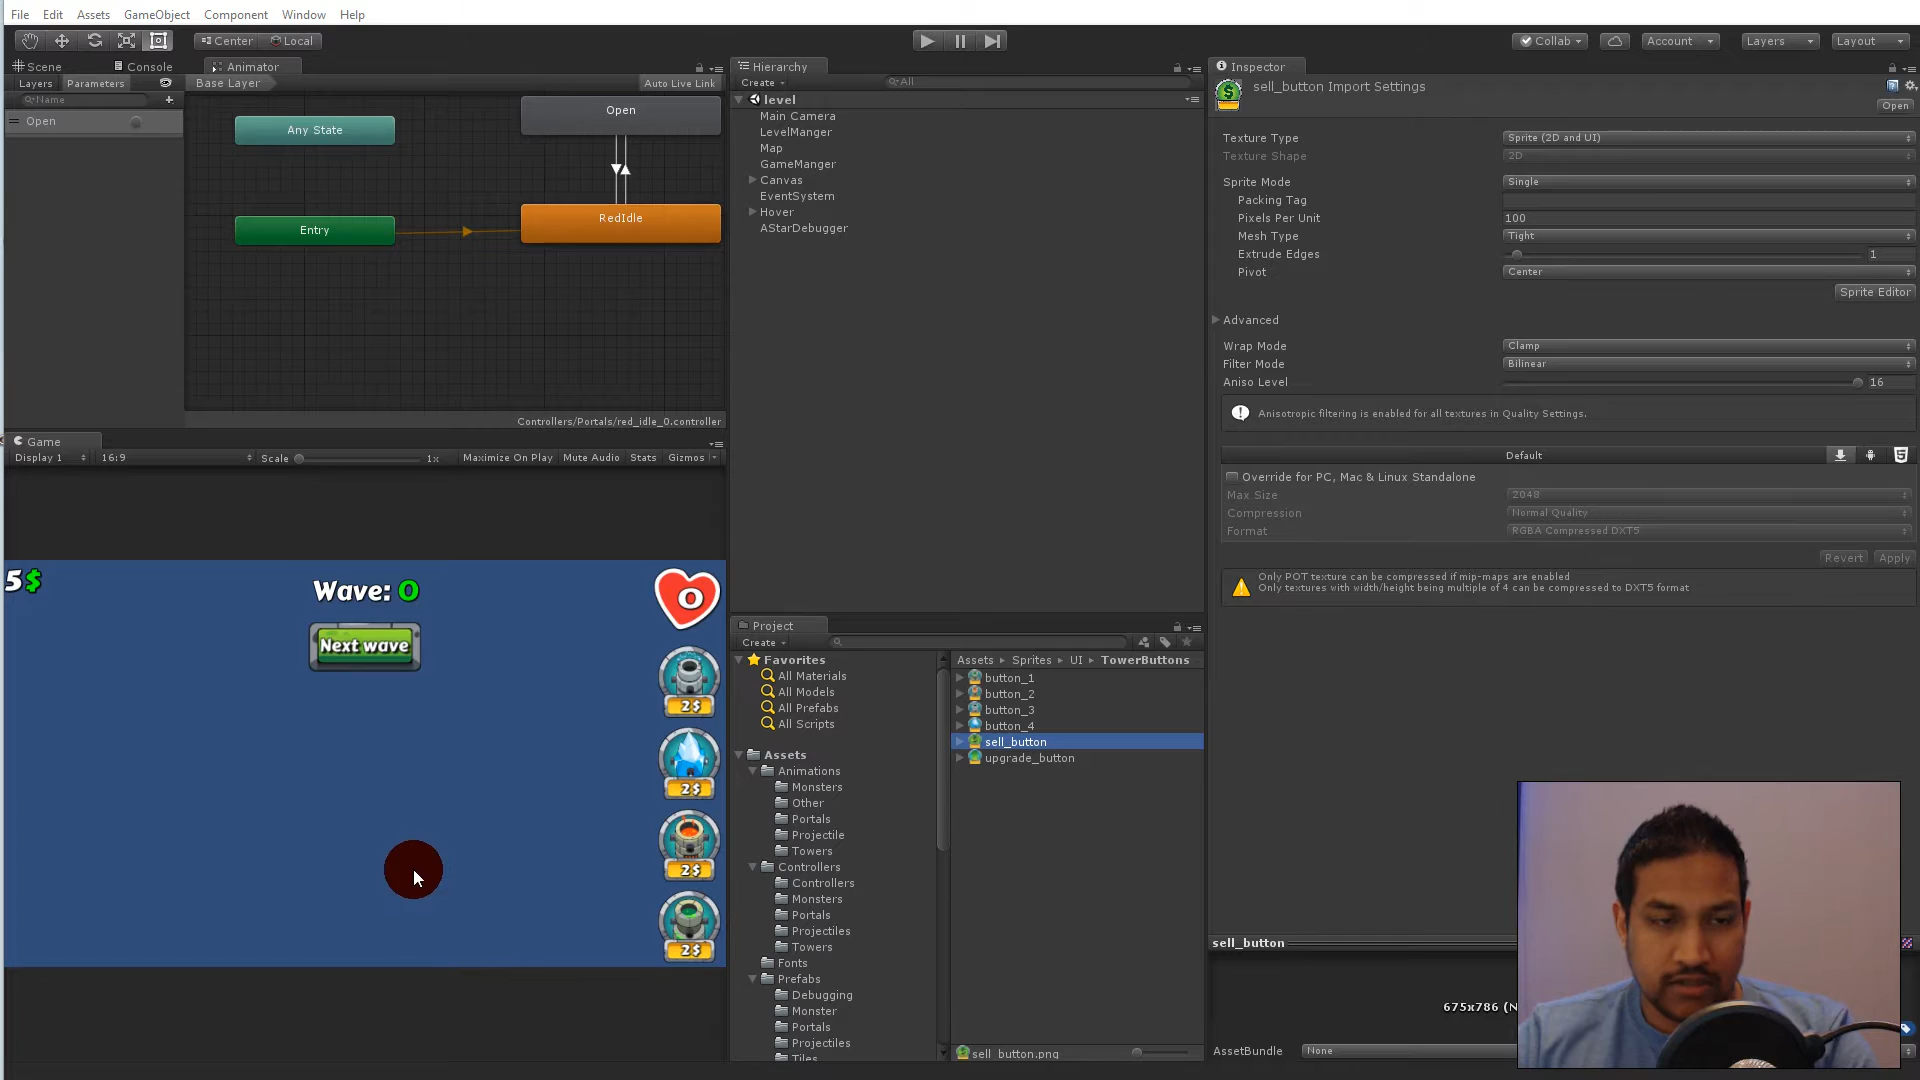 File Edit Assets GameObject Component Window Help
Center Local
Collab Account Layers Layout
Scene Console Animator
Layers Parameters Base Layer Auto Live Link
Name
Open
Any State
Open
Entry
RedIdle
Controllers/Portals/red_idle_0.controller
Game
Display 1 16:9 Scale 1x Maximize On Play Mute Audio Stats Gizmos
5$
Wave: 0
0
Next wave
2$
2$
2$
2$
Hierarchy
Create All
level
Main Camera
LevelManger
Map
GameManger
Canvas
EventSystem
Hover
AStarDebugger
Project
Create
Favorites
All Materials
All Models
All Prefabs
All Scripts
Assets
Animations
Monsters
Other
Portals
Projectile
Towers
Controllers
Controllers
Monsters
Portals
Projectiles
Towers
Fonts
Prefabs
Debugging
Monster
Portals
Projectiles
Tiles
Assets Sprites UI TowerButtons
button_1
button_2
button_3
button_4
sell_button
upgrade_button
sell_button.png
Inspector
sell_button Import Settings
Open
Texture Type Sprite (2D and UI)
Texture Shape 2D
Sprite Mode Single
Packing Tag
Pixels Per Unit 100
Mesh Type Tight
Extrude Edges 1
Pivot Center
Sprite Editor
Advanced
Wrap Mode Clamp
Filter Mode Bilinear
Aniso Level 16
Anisotropic filtering is enabled for all textures in Quality Settings.
Default
Override for PC, Mac & Linux Standalone
Max Size 2048
Compression Normal Quality
Format RGBA Compressed DXT5
Revert Apply
Only POT texture can be compressed if mip-maps are enabled
Only textures with width/height being multiple of 4 can be compressed to DXT5 format
sell_button
675x786 (N
AssetBundle None